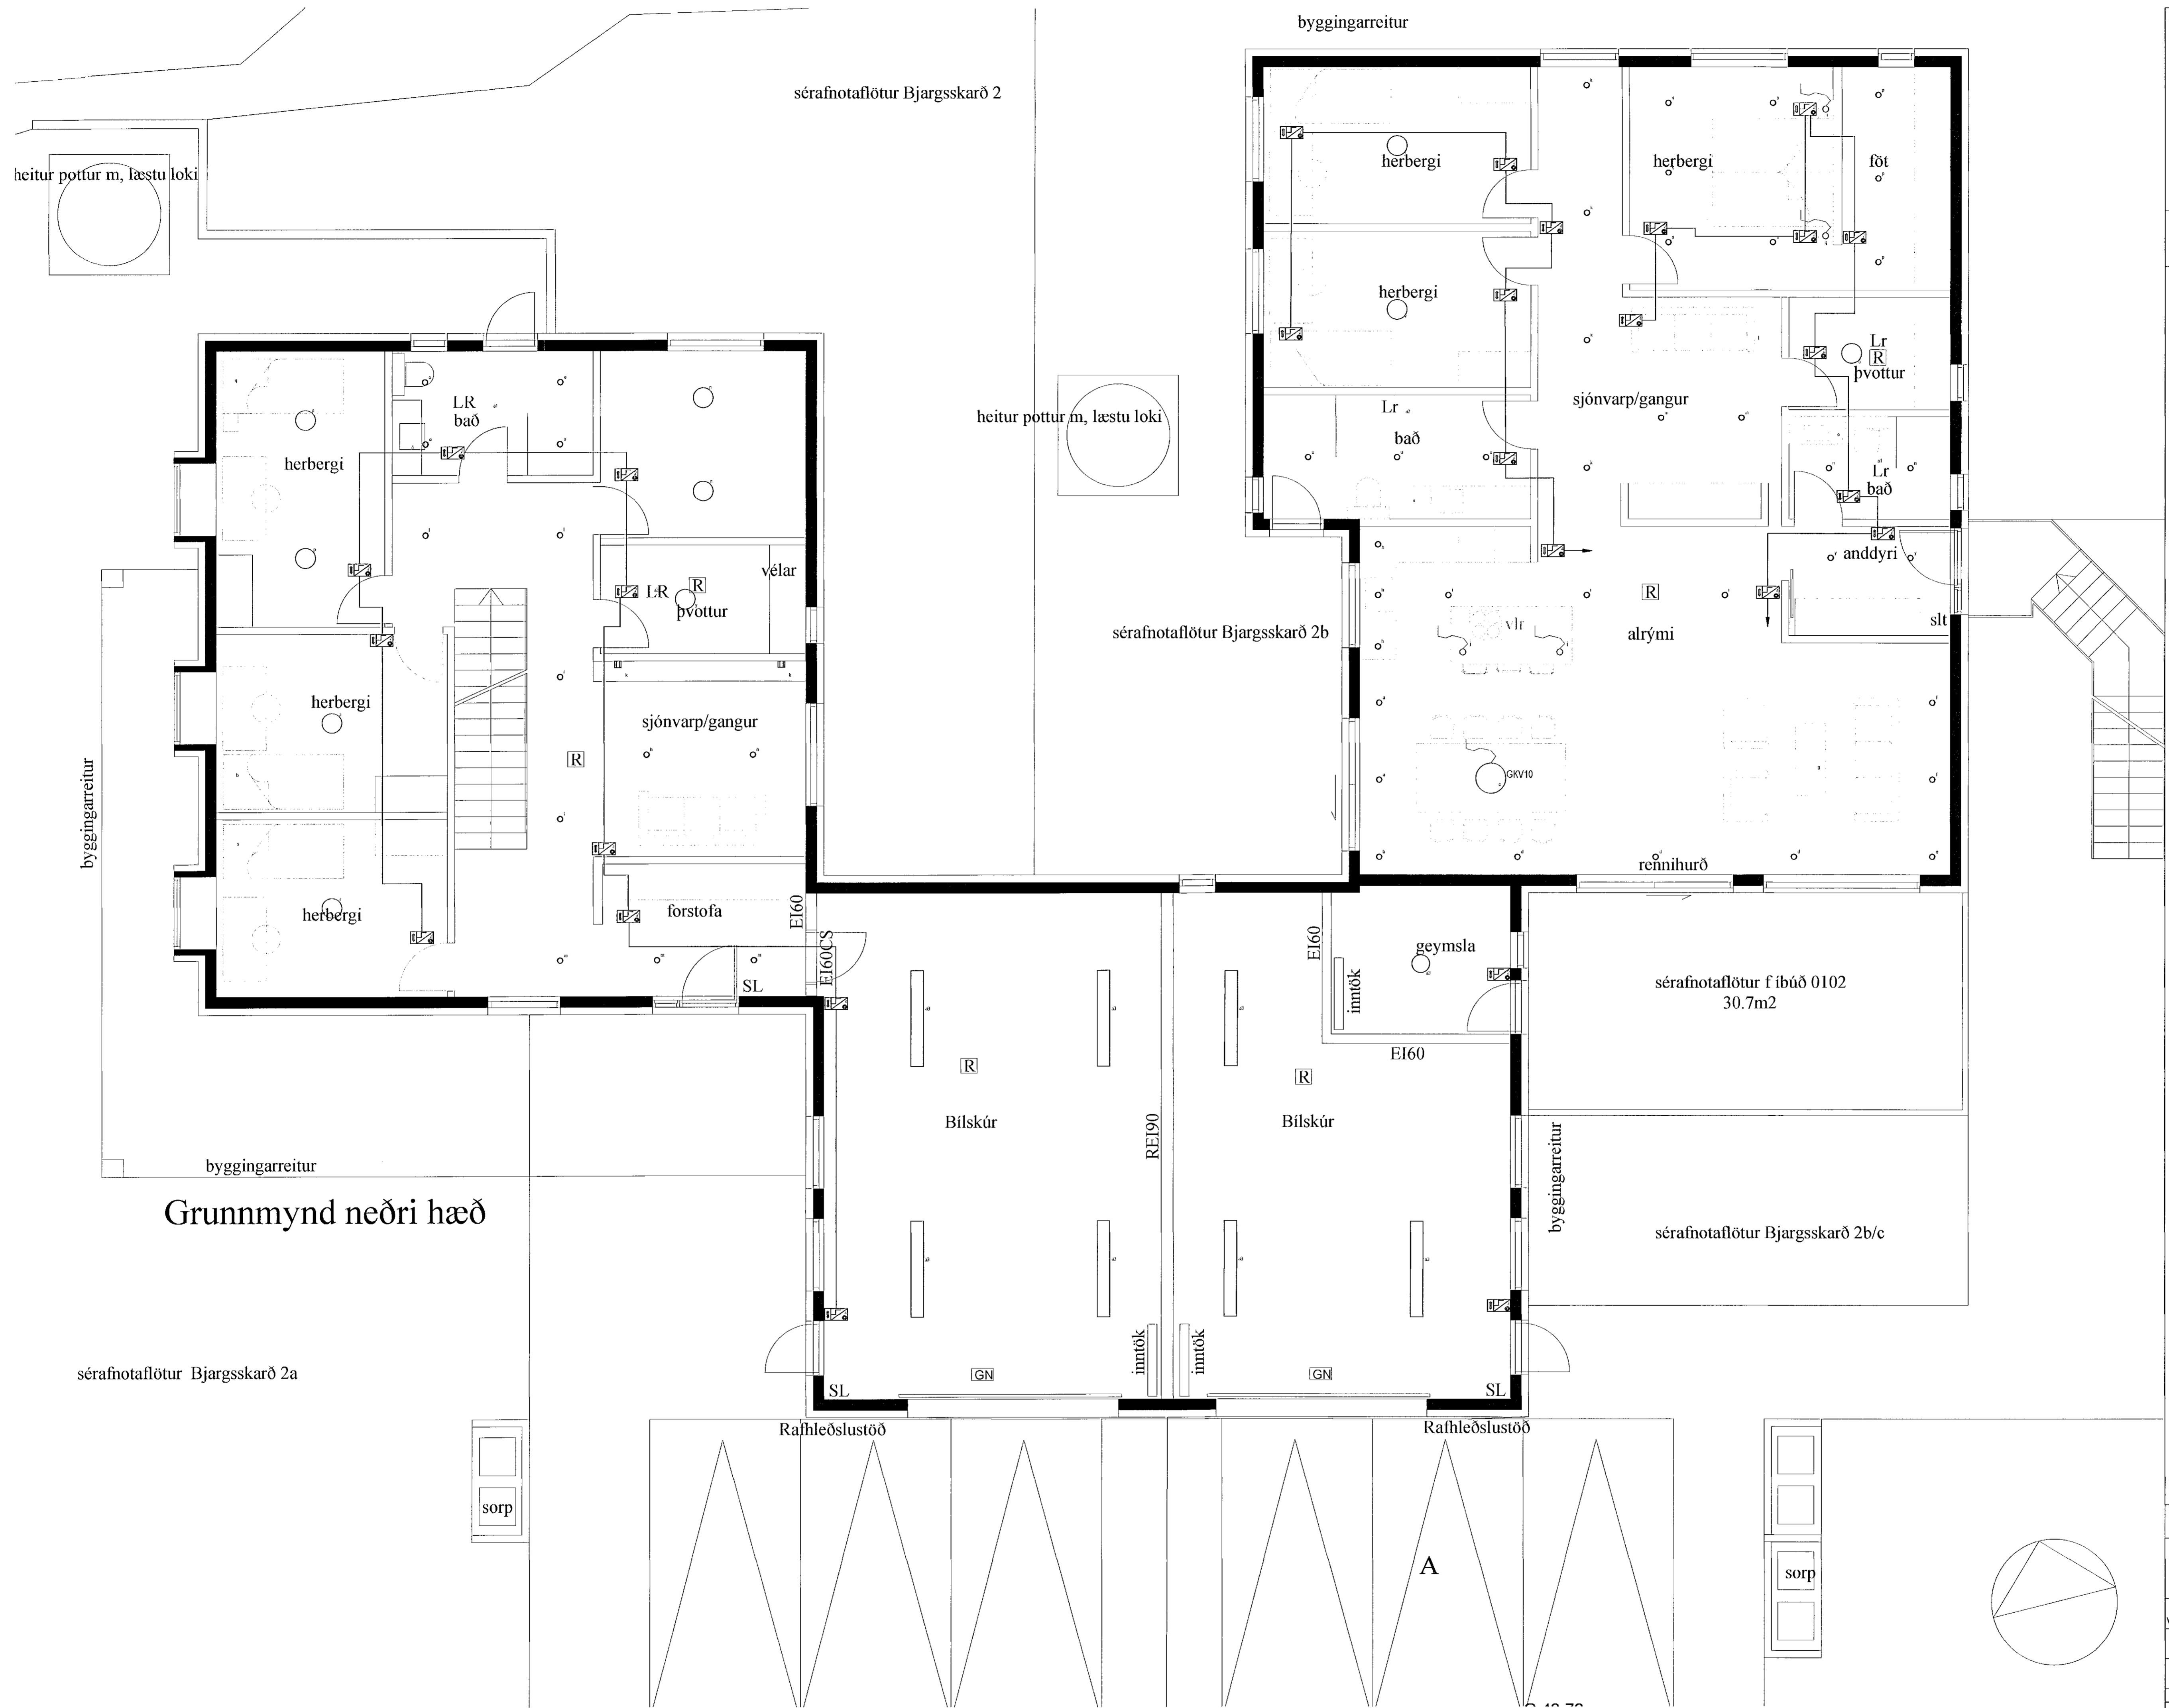 byggingarreitur
sérafnotaflötur Bjargsskarð 2
heitur pottur m, læstu loki
herbergi
herbergi
föt
herbergi
Lr
R
þvottur
sjónvarp/gangur
Lr
bað
heitur pottur m, læstu loki
LR
bað
herbergi
Lr
bað
anddyri
slt
vélar
R
LR
þvottur
R
alrými
vlr
sérafnotaflötur Bjargsskarð 2b
herbergi
sjónvarp/gangur
R
GKV10
byggingarreitur
rennihurð
herbergi
forstofa
EI60
EI60CS
SL
EI60
geymsla
inntök
EI60
sérafnotaflötur f íbúð 0102
30.7m2
R
R
Bílskúr
REI90
Bílskúr
byggingarreitur
byggingarreitur
Grunnmynd neðri hæð
sérafnotaflötur Bjargsskarð 2b/c
sérafnotaflötur Bjargsskarð 2a
inntök
inntök
GN
GN
SL
SL
Rafhleðslustöð
Rafhleðslustöð
sorp
A
sorp